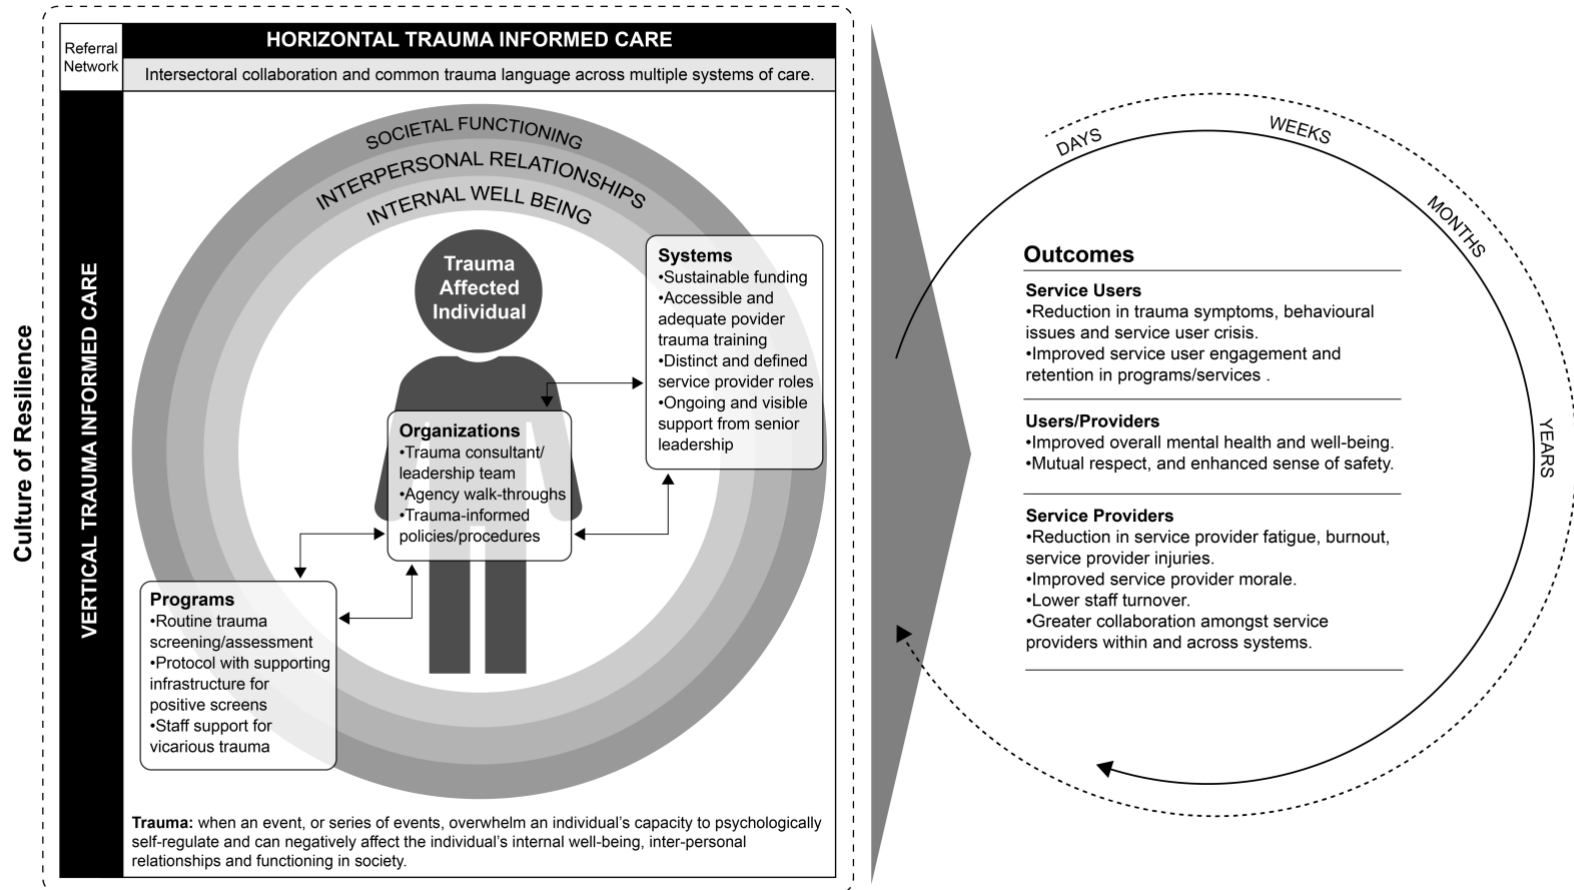 Culture of Resilience
Referral
Network
HORIZONTAL TRAUMA INFORMED CARE
Intersectoral collaboration and common trauma language across multiple systems of care.
VERTICAL TRAUMA INFORMED CARE
SOCIETAL FUNCTIONING
INTERPERSONAL RELATIONSHIPS
INTERNAL WELL BEING
Trauma
Affected
Individual
Systems
•Sustainable funding
•Accessible and
adequate povider
trauma training
•Distinct and defined
service provider roles
•Ongoing and visible
support from senior
leadership
Organizations
•Trauma consultant/
leadership team
•Agency walk-throughs
•Trauma-informed
policies/procedures
Programs
•Routine trauma
screening/assessment
•Protocol with supporting
infrastructure for
positive screens
•Staff support for
vicarious trauma
Trauma: when an event, or series of events, overwhelm an individual’s capacity to psychologically
self-regulate and can negatively affect the individual’s internal well-being, inter-personal
relationships and functioning in society.
DAYS
WEEKS
MONTHS
YEARS
Outcomes
Service Users
•Reduction in trauma symptoms, behavioural
issues and service user crisis.
•Improved service user engagement and
retention in programs/services .
Users/Providers
•Improved overall mental health and well-being.
•Mutual respect, and enhanced sense of safety.
Service Providers
•Reduction in service provider fatigue, burnout,
service provider injuries.
•Improved service provider morale.
•Lower staff turnover.
•Greater collaboration amongst service
providers within and across systems.